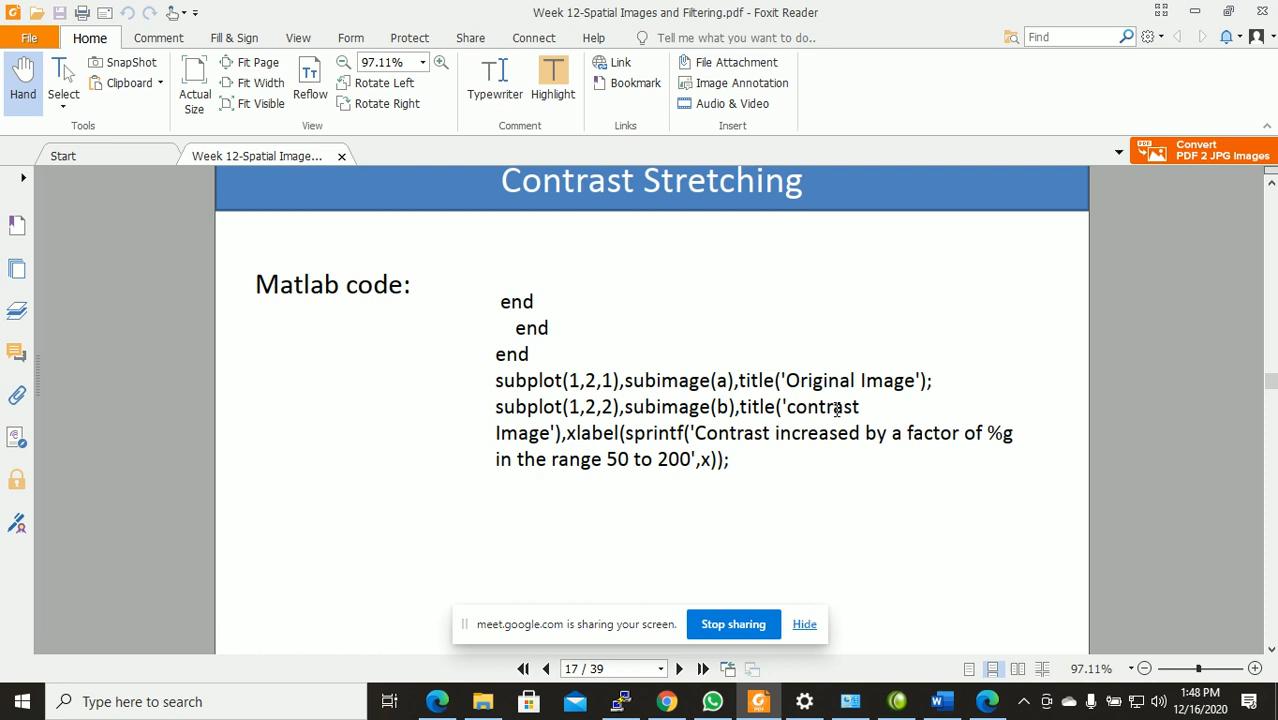 Week 12-Spatial Images and Filtering.pdf - Foxit Reader
File Home Comment Fill & Sign View Form Protect Share Connect Help Tell me what you want to do.. Find
Hand
Select
SnapShot
Clipboard
Tools
Actual
Size
Fit Page
Fit Width
Fit Visible
Reflow
97.11%
Rotate Left
Rotate Right
View
Typewriter
Highlight
Comment
Link
Bookmark
Links
File Attachment
Image Annotation
Audio & Video
Insert
Start
Week 12-Spatial Image...
Convert
PDF 2 JPG Images
Contrast Stretching
Matlab code:
end
end
end
subplot(1,2,1),subimage(a),title('Original Image');
subplot(1,2,2),subimage(b),title('contrast
Image'),xlabel(sprintf('Contrast increased by a factor of %g
in the range 50 to 200',x));
meet.google.com is sharing your screen. Stop sharing Hide
17 / 39
97.11%
Type here to search
1:48 PM
12/16/2020